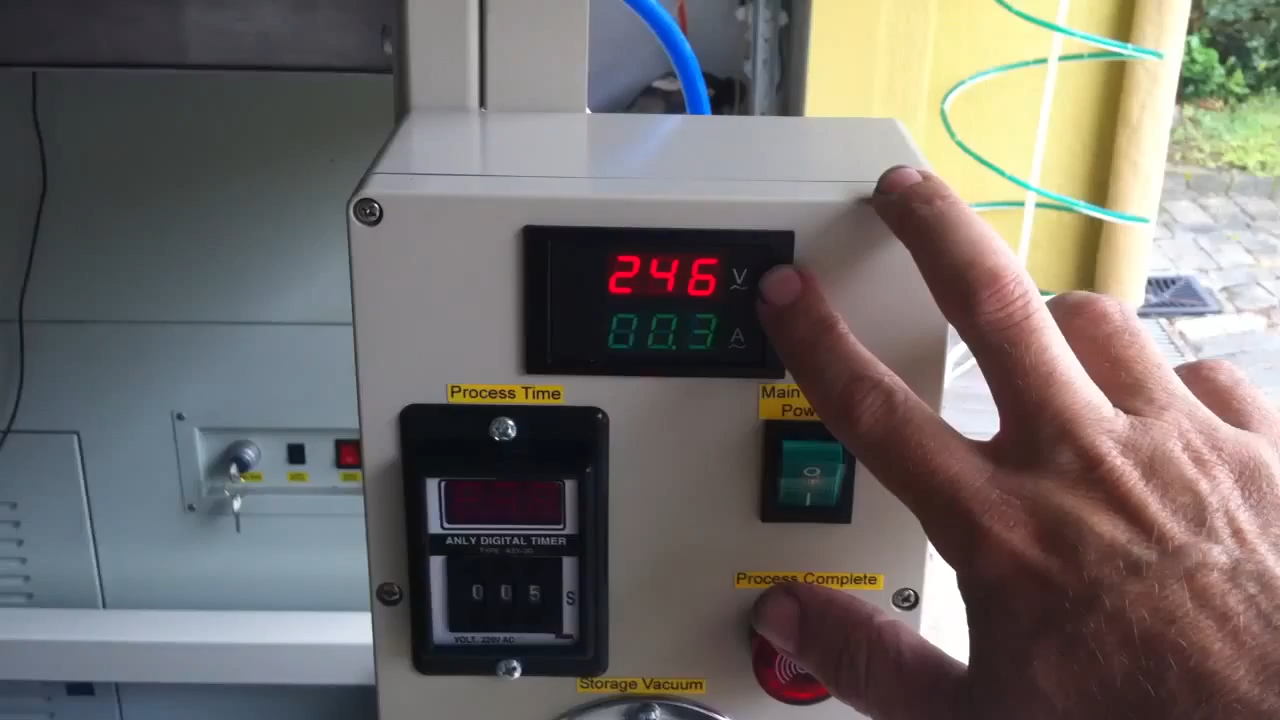 246 V
00.3 A
Process Time
Main
Pow
ANLY DIGITAL TIMER
0 0 5 S
VOLT. 220V AC
Process Complete
Storage Vacuum